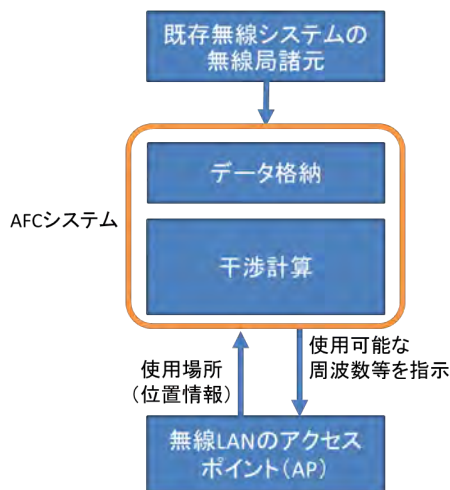 既存無線システムの
無線局諸元
データ格納
AFCシステム
干渉計算
使用場所
（位置情報）
使用可能な
周波数等を指示
無線LANのアクセス
ポイント（AP）